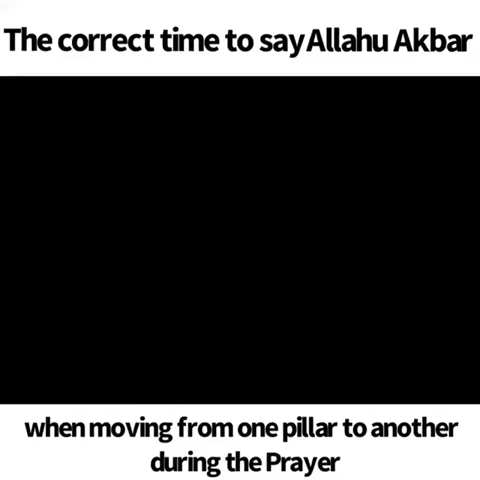 The correct time to say Allahu Akbar
when moving from one pillar to another
during the Prayer